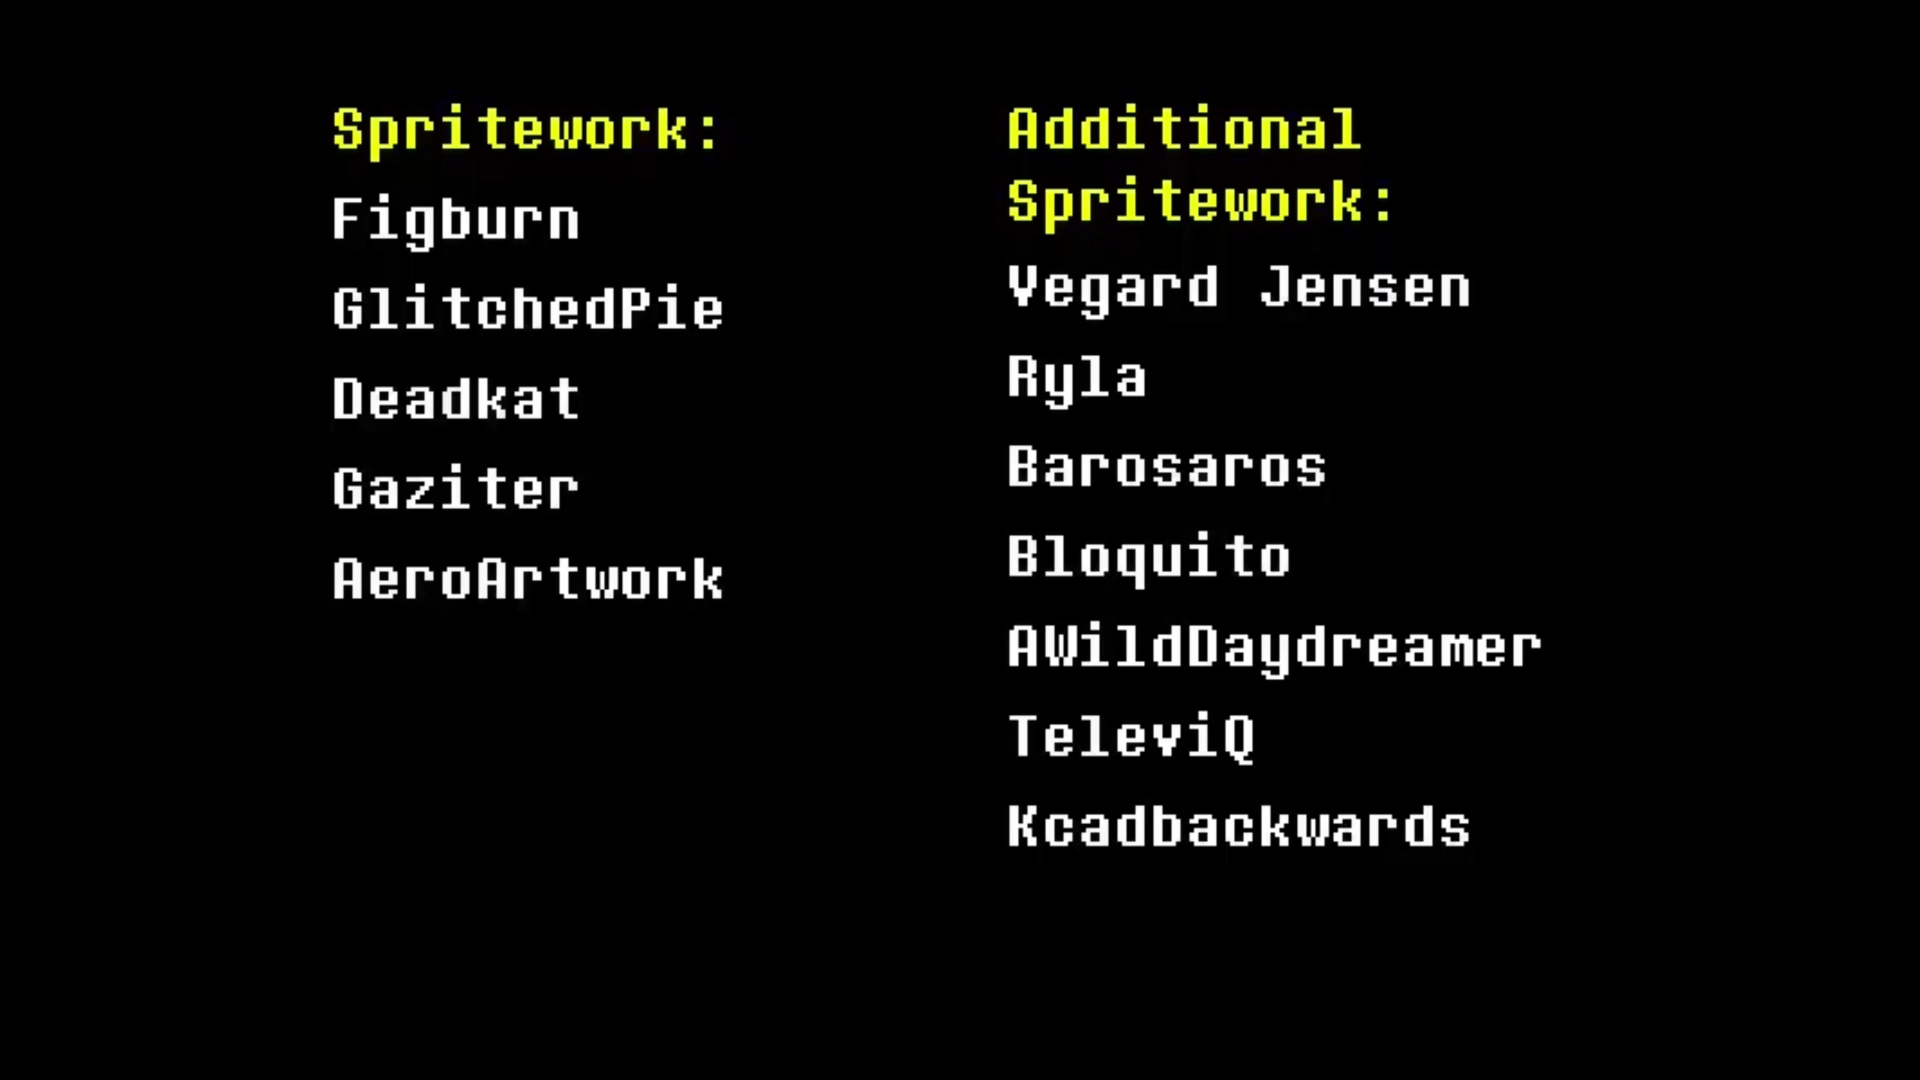 Spritework:
Figburn
GlitchedPie
Deadkat
Gaziter
AeroArtwork
Additional
Spritework:
Vegard Jensen
Ryla
Barosaros
Bloquito
AWildDaydreamer
TeleviQ
Kcadbackwards